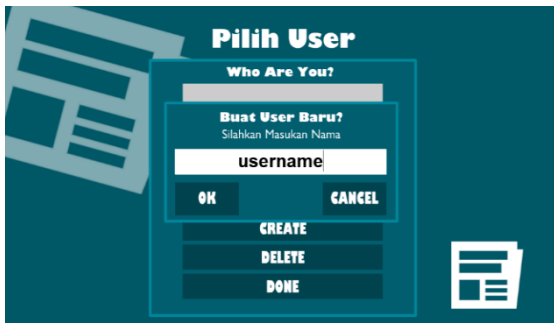 Pilih User
Who Are You?
Buat User Baru?
Silahkan Masukan Nama
username
OK CANCEL
CREATE
DELETE
DONE